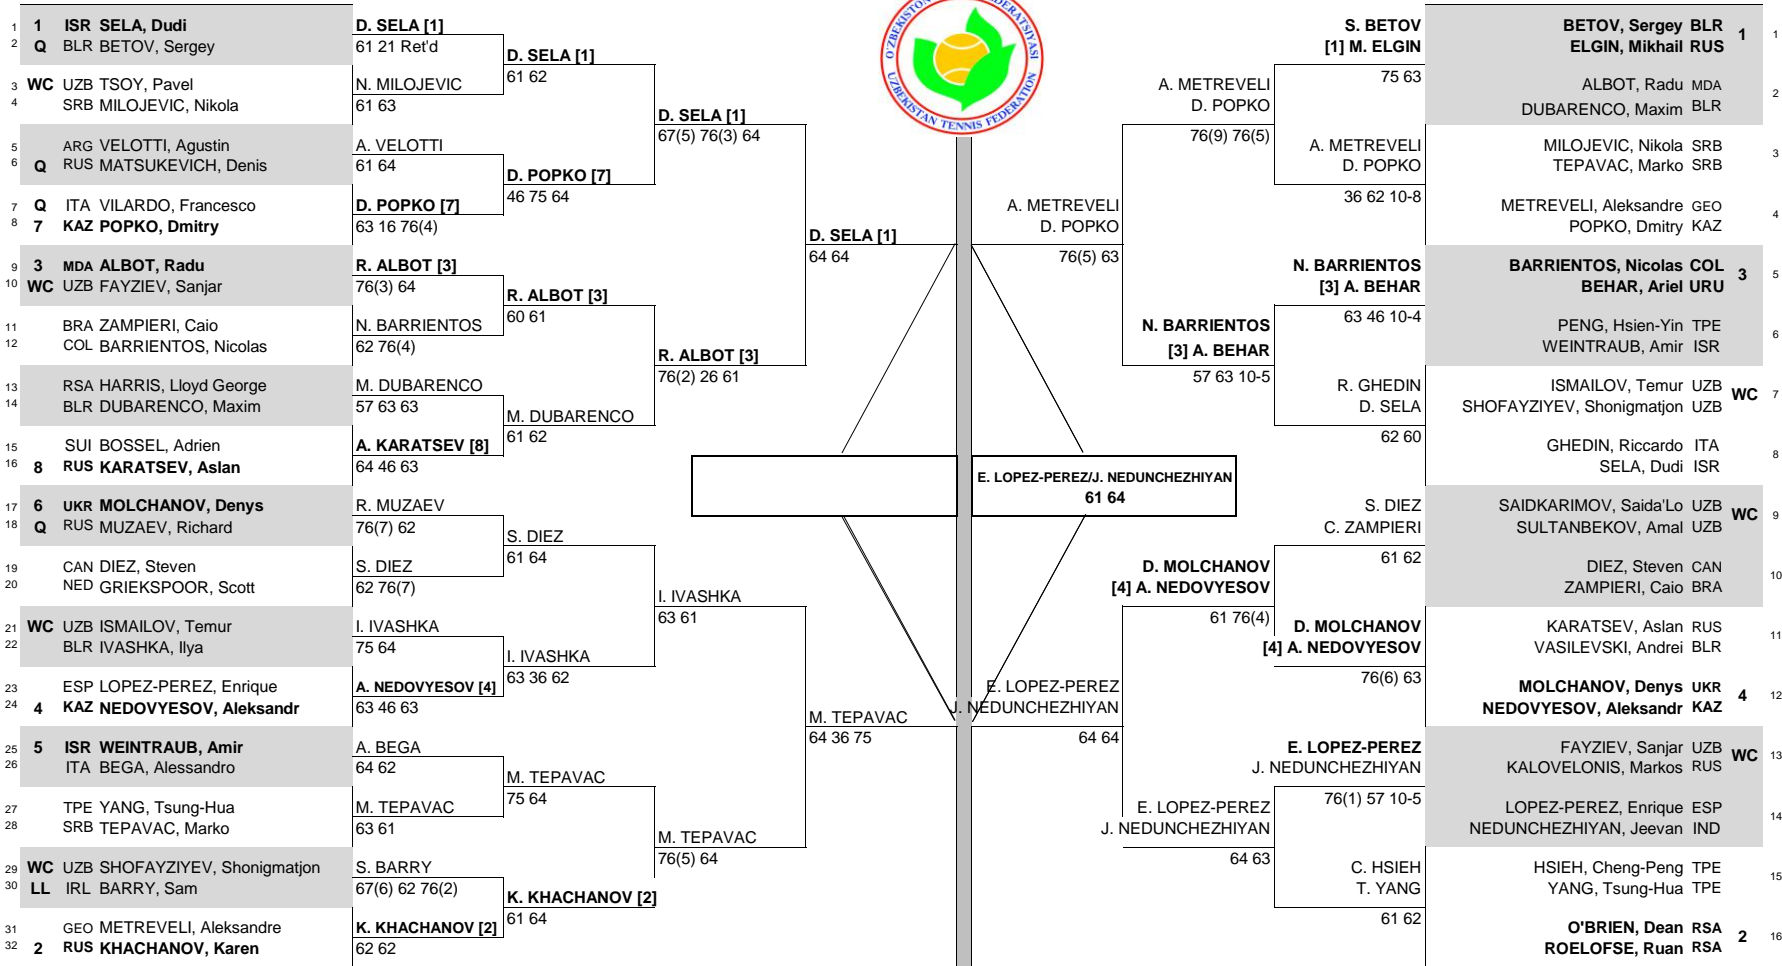 O'ZBEKISTON
FEDERATSIYASI
UZBEKISTAN TENNIS FEDERATION
1 1 ISR SELA, Dudi
2 Q BLR BETOV, Sergey
3 WC UZB TSOY, Pavel
4 SRB MILOJEVIC, Nikola
5 ARG VELOTTI, Agustin
6 Q RUS MATSUKEVICH, Denis
7 Q ITA VILARDO, Francesco
8 7 KAZ POPKO, Dmitry
9 3 MDA ALBOT, Radu
10 WC UZB FAYZIEV, Sanjar
11 BRA ZAMPIERI, Caio
12 COL BARRIENTOS, Nicolas
13 RSA HARRIS, Lloyd George
14 BLR DUBARENCO, Maxim
15 SUI BOSSEL, Adrien
16 8 RUS KARATSEV, Aslan
17 6 UKR MOLCHANOV, Denys
18 Q RUS MUZAEV, Richard
19 CAN DIEZ, Steven
20 NED GRIEKSPOOR, Scott
21 WC UZB ISMAILOV, Temur
22 BLR IVASHKA, Ilya
23 ESP LOPEZ-PEREZ, Enrique
24 4 KAZ NEDOVYESOV, Aleksandr
25 5 ISR WEINTRAUB, Amir
26 ITA BEGA, Alessandro
27 TPE YANG, Tsung-Hua
28 SRB TEPAVAC, Marko
29 WC UZB SHOFAYZIYEV, Shonigmatjon
30 LL IRL BARRY, Sam
31 GEO METREVELI, Aleksandre
32 2 RUS KHACHANOV, Karen
D. SELA [1]
61 21 Ret'd
N. MILOJEVIC
61 63
A. VELOTTI
61 64
D. POPKO [7]
63 16 76(4)
R. ALBOT [3]
76(3) 64
N. BARRIENTOS
62 76(4)
M. DUBARENCO
57 63 63
A. KARATSEV [8]
64 46 63
R. MUZAEV
76(7) 62
S. DIEZ
62 76(7)
I. IVASHKA
75 64
A. NEDOVYESOV [4]
63 46 63
A. BEGA
64 62
M. TEPAVAC
63 61
S. BARRY
67(6) 62 76(2)
K. KHACHANOV [2]
62 62
D. SELA [1]
61 62
D. POPKO [7]
46 75 64
R. ALBOT [3]
60 61
M. DUBARENCO
61 62
S. DIEZ
61 64
I. IVASHKA
63 36 62
M. TEPAVAC
75 64
K. KHACHANOV [2]
61 64
D. SELA [1]
67(5) 76(3) 64
R. ALBOT [3]
76(2) 26 61
I. IVASHKA
63 61
M. TEPAVAC
76(5) 64
D. SELA [1]
64 64
M. TEPAVAC
64 36 75
E. LOPEZ-PEREZ/J. NEDUNCHEZHIYAN
61 64
A. METREVELI
D. POPKO
76(5) 63
E. LOPEZ-PEREZ
J. NEDUNCHEZHIYAN
64 64
A. METREVELI
D. POPKO
76(9) 76(5)
N. BARRIENTOS
[3] A. BEHAR
57 63 10-5
D. MOLCHANOV
[4] A. NEDOVYESOV
61 76(4)
E. LOPEZ-PEREZ
J. NEDUNCHEZHIYAN
64 63
S. BETOV
[1] M. ELGIN
75 63
A. METREVELI
D. POPKO
36 62 10-8
N. BARRIENTOS
[3] A. BEHAR
63 46 10-4
R. GHEDIN
D. SELA
62 60
S. DIEZ
C. ZAMPIERI
61 62
D. MOLCHANOV
[4] A. NEDOVYESOV
76(6) 63
E. LOPEZ-PEREZ
J. NEDUNCHEZHIYAN
76(1) 57 10-5
C. HSIEH
T. YANG
61 62
BETOV, Sergey BLR
ELGIN, Mikhail RUS
1 1
ALBOT, Radu MDA
DUBARENCO, Maxim BLR
2
MILOJEVIC, Nikola SRB
TEPAVAC, Marko SRB
3
METREVELI, Aleksandre GEO
POPKO, Dmitry KAZ
4
BARRIENTOS, Nicolas COL
BEHAR, Ariel URU
3 5
PENG, Hsien-Yin TPE
WEINTRAUB, Amir ISR
6
ISMAILOV, Temur UZB
SHOFAYZIYEV, Shonigmatjon UZB
WC 7
GHEDIN, Riccardo ITA
SELA, Dudi ISR
8
SAIDKARIMOV, Saida'Lo UZB
SULTANBEKOV, Amal UZB
WC 9
DIEZ, Steven CAN
ZAMPIERI, Caio BRA
10
KARATSEV, Aslan RUS
VASILEVSKI, Andrei BLR
11
MOLCHANOV, Denys UKR
NEDOVYESOV, Aleksandr KAZ
4 12
FAYZIEV, Sanjar UZB
KALOVELONIS, Markos RUS
WC 13
LOPEZ-PEREZ, Enrique ESP
NEDUNCHEZHIYAN, Jeevan IND
14
HSIEH, Cheng-Peng TPE
YANG, Tsung-Hua TPE
15
O'BRIEN, Dean RSA
ROELOFSE, Ruan RSA
2 16